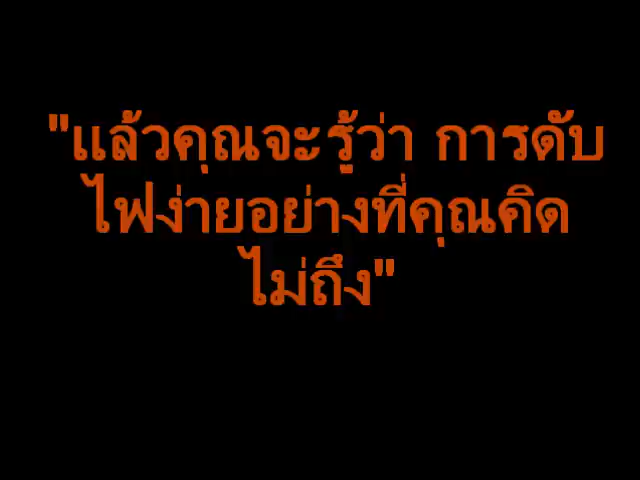 "แล้วคุณจะรู้ว่า การดับ
ไฟง่ายอย่างที่คุณคิด
ไม่ถึง"